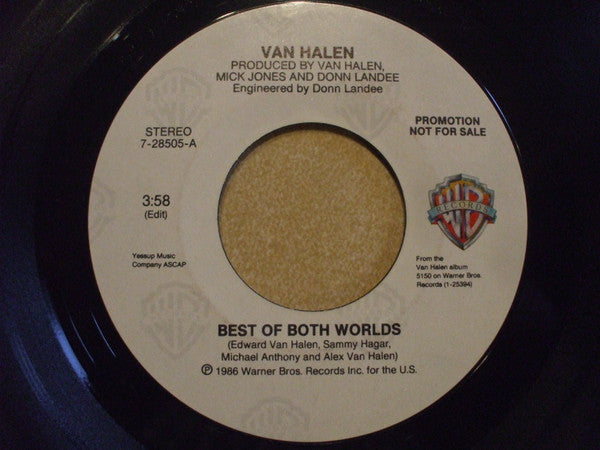 VAN HALEN
PRODUCED BY VAN HALEN,
MICK JONES AND DONN LANDEE
Engineered by Donn Landee
STEREO
7-28505-A
PROMOTION
NOT FOR SALE
3:58
(Edit)
RECORDS
Yessup Music
Company ASCAP
From the
Van Halen album
5150 on Warner Bros.
Records (1-25394)
BEST OF BOTH WORLDS
(Edward Van Halen, Sammy Hagar,
Michael Anthony and Alex Van Halen)
℗ 1986 Warner Bros. Records Inc. for the U.S.